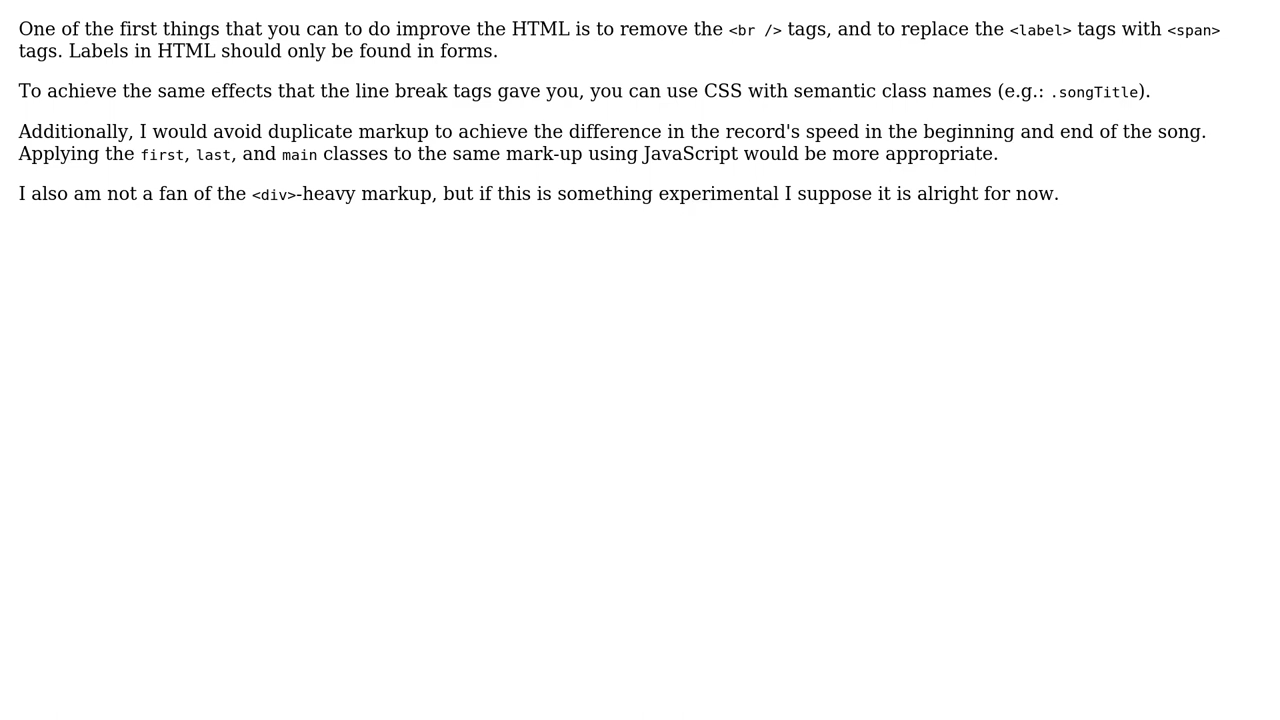 One of the first things that you can to do improve the HTML is to remove the <br /> tags, and to replace the <label> tags with <span>
tags. Labels in HTML should only be found in forms.
To achieve the same effects that the line break tags gave you, you can use CSS with semantic class names (e.g.: .songTitle).
Additionally, I would avoid duplicate markup to achieve the difference in the record's speed in the beginning and end of the song.
Applying the first, last, and main classes to the same mark-up using JavaScript would be more appropriate.
I also am not a fan of the <div>-heavy markup, but if this is something experimental I suppose it is alright for now.